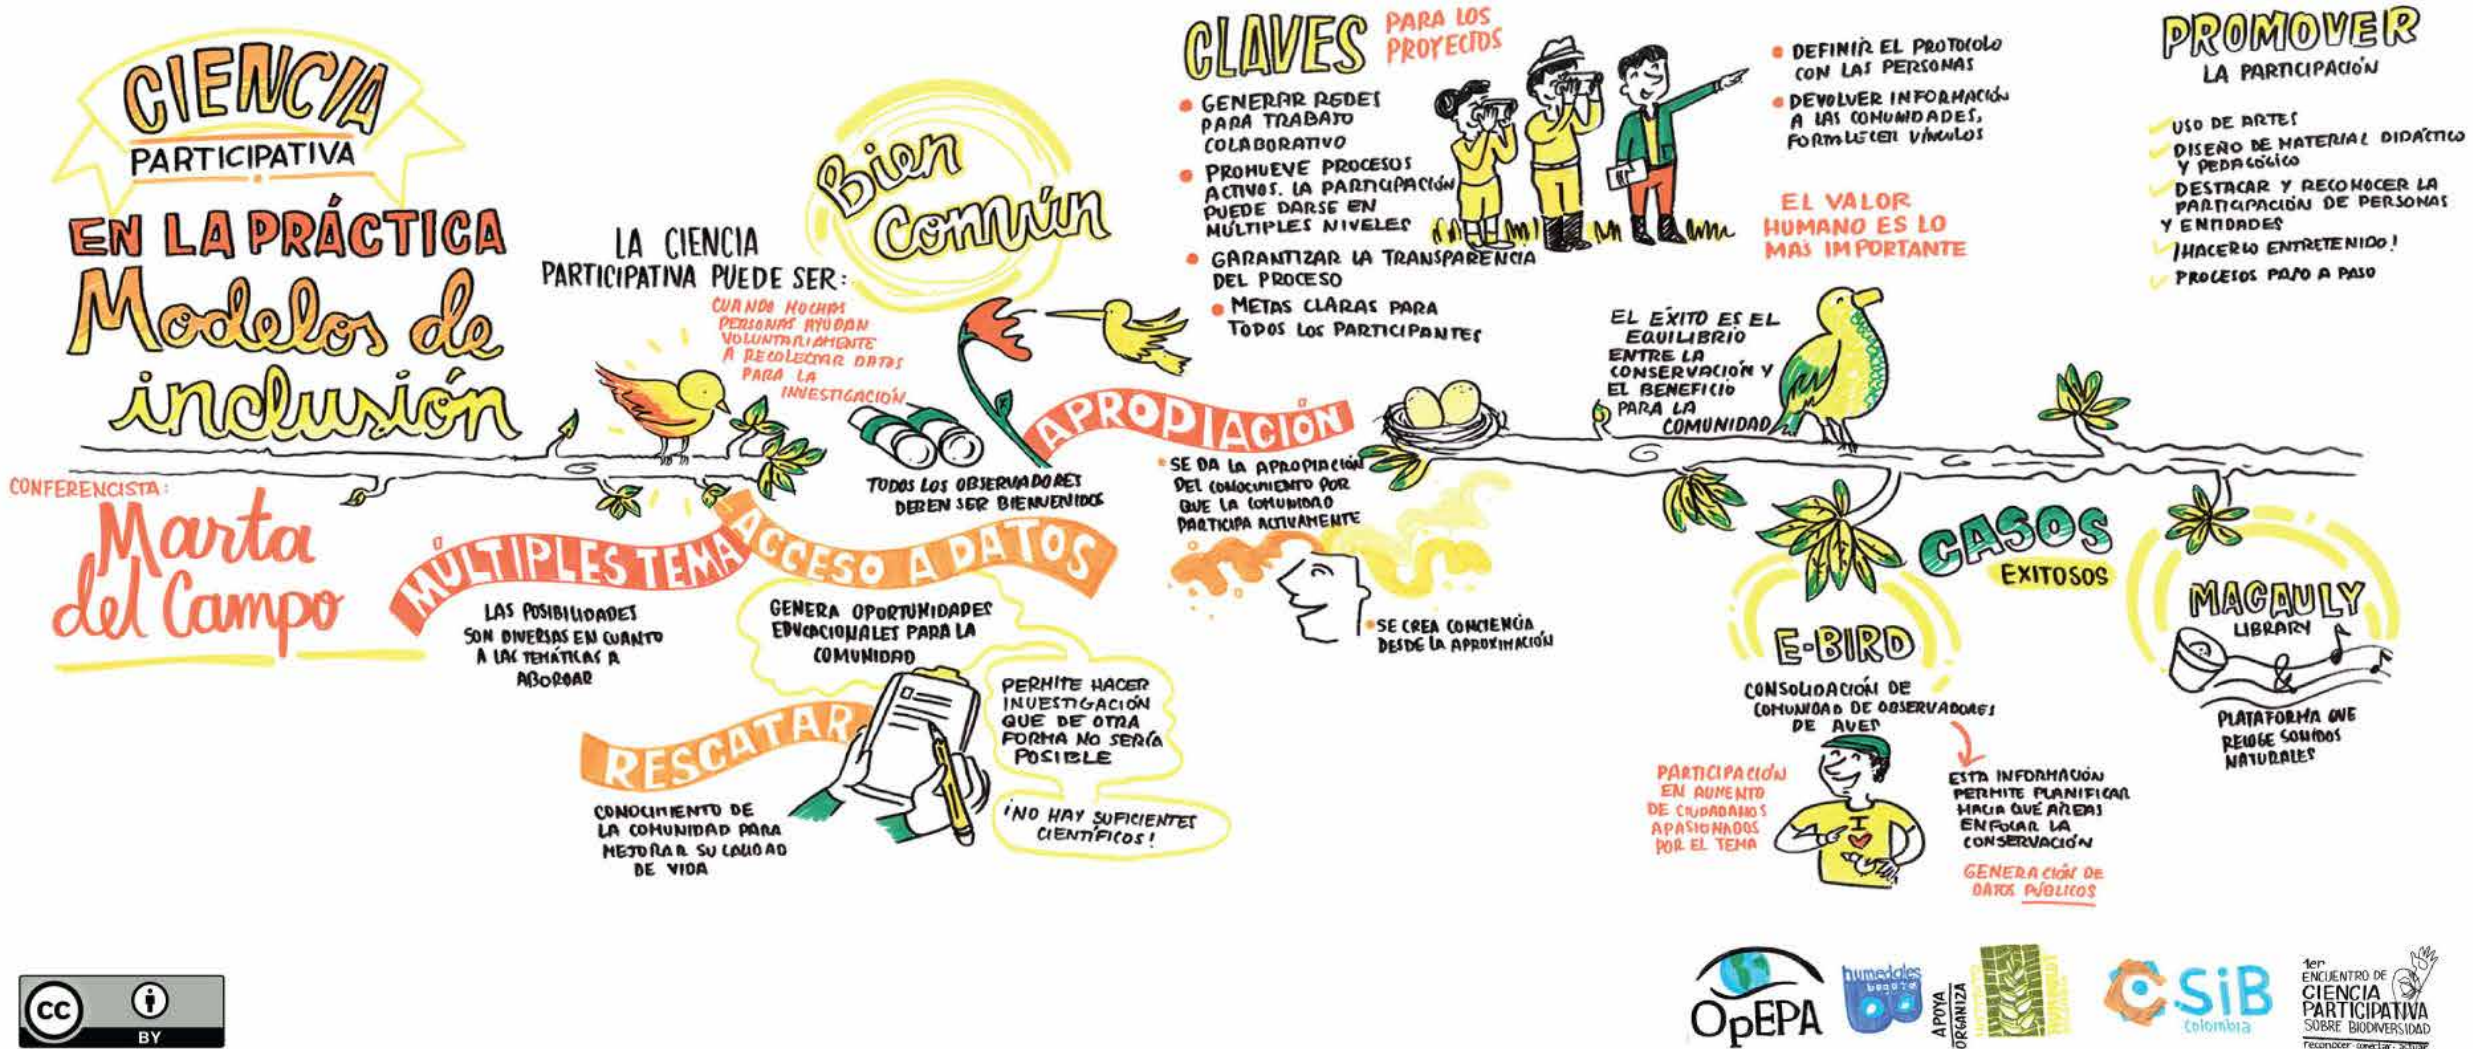 CIENCIA
PARTICIPATIVA
EN LA PRÁCTICA
Modelos de
inclusión
CONFERENCISTA:
Marta
del Campo
LA CIENCIA
PARTICIPATIVA PUEDE SER:
CUANDO MUCHAS
PERSONAS AYUDAN
VOLUNTARIAMENTE
A RECOLECTAR DATOS
PARA LA
INVESTIGACIÓN
Bien
Común
TODOS LOS OBSERVADORES
DEBEN SER BIENVENIDOS
MÚLTIPLES TEMA
LAS POSIBILIDADES
SON DIVERSAS EN CUANTO
A LAS TEMÁTICAS A
ABORDAR
ACCESO A DATOS
GENERA OPORTUNIDADES
EDUCACIONALES PARA LA
COMUNIDAD
PERMITE HACER
INVESTIGACIÓN
QUE DE OTRA
FORMA NO SERÍA
POSIBLE
¡NO HAY SUFICIENTES
CIENTÍFICOS!
RESCATAR
CONOCIMIENTO DE
LA COMUNIDAD PARA
MEJORAR SU CALIDAD
DE VIDA
APROPIACIÓN
SE DA LA APROPIACIÓN
DEL CONOCIMIENTO POR
QUE LA COMUNIDAD
PARTICIPA ACTIVAMENTE
SE CREA CONCIENCIA
DESDE LA APROXIMACIÓN
CLAVES PARA LOS
PROYECTOS
GENERAR REDES
PARA TRABAJO
COLABORATIVO
PROMUEVE PROCESOS
ACTIVOS. LA PARTICIPACIÓN
PUEDE DARSE EN
MÚLTIPLES NIVELES
GARANTIZAR LA TRANSPARENCIA
DEL PROCESO
METAS CLARAS PARA
TODOS LOS PARTICIPANTES
DEFINIR EL PROTOCOLO
CON LAS PERSONAS
DEVOLVER INFORMACIÓN
A LAS COMUNIDADES,
FORTALECER VÍNCULOS
EL VALOR
HUMANO ES LO
MAS IMPORTANTE
EL ÉXITO ES EL
EQUILIBRIO
ENTRE LA
CONSERVACIÓN Y
EL BENEFICIO
PARA LA
COMUNIDAD
PROMOVER
LA PARTICIPACIÓN
USO DE ARTES
DISEÑO DE MATERIAL DIDÁCTICO
Y PEDAGÓGICO
DESTACAR Y RECONOCER LA
PARTICIPACIÓN DE PERSONAS
Y ENTIDADES
¡HACERLO ENTRETENIDO!
PROCESOS PASO A PASO
CASOS
EXITOSOS
E-BIRD
CONSOLIDACIÓN DE
COMUNIDAD DE OBSERVADORES
DE AVES
PARTICIPACIÓN
EN AUMENTO
DE CIUDADANOS
APASIONADOS
POR EL TEMA
I
ESTA INFORMACIÓN
PERMITE PLANIFICAR
HACIA QUÉ AREAS
ENFOCAR LA
CONSERVACIÓN
GENERACIÓN DE
DATOS PÚBLICOS
MACAULY
LIBRARY
&
PLATAFORMA QUE
RECOGE SONIDOS
NATURALES
CC
BY
OpEPA
humedales
bogotá
APOYA
ORGANIZA
SiB
Colombia
1er
ENCUENTRO DE
CIENCIA
PARTICIPATIVA
SOBRE BIODIVERSIDAD
reconocer · conectar · actuar